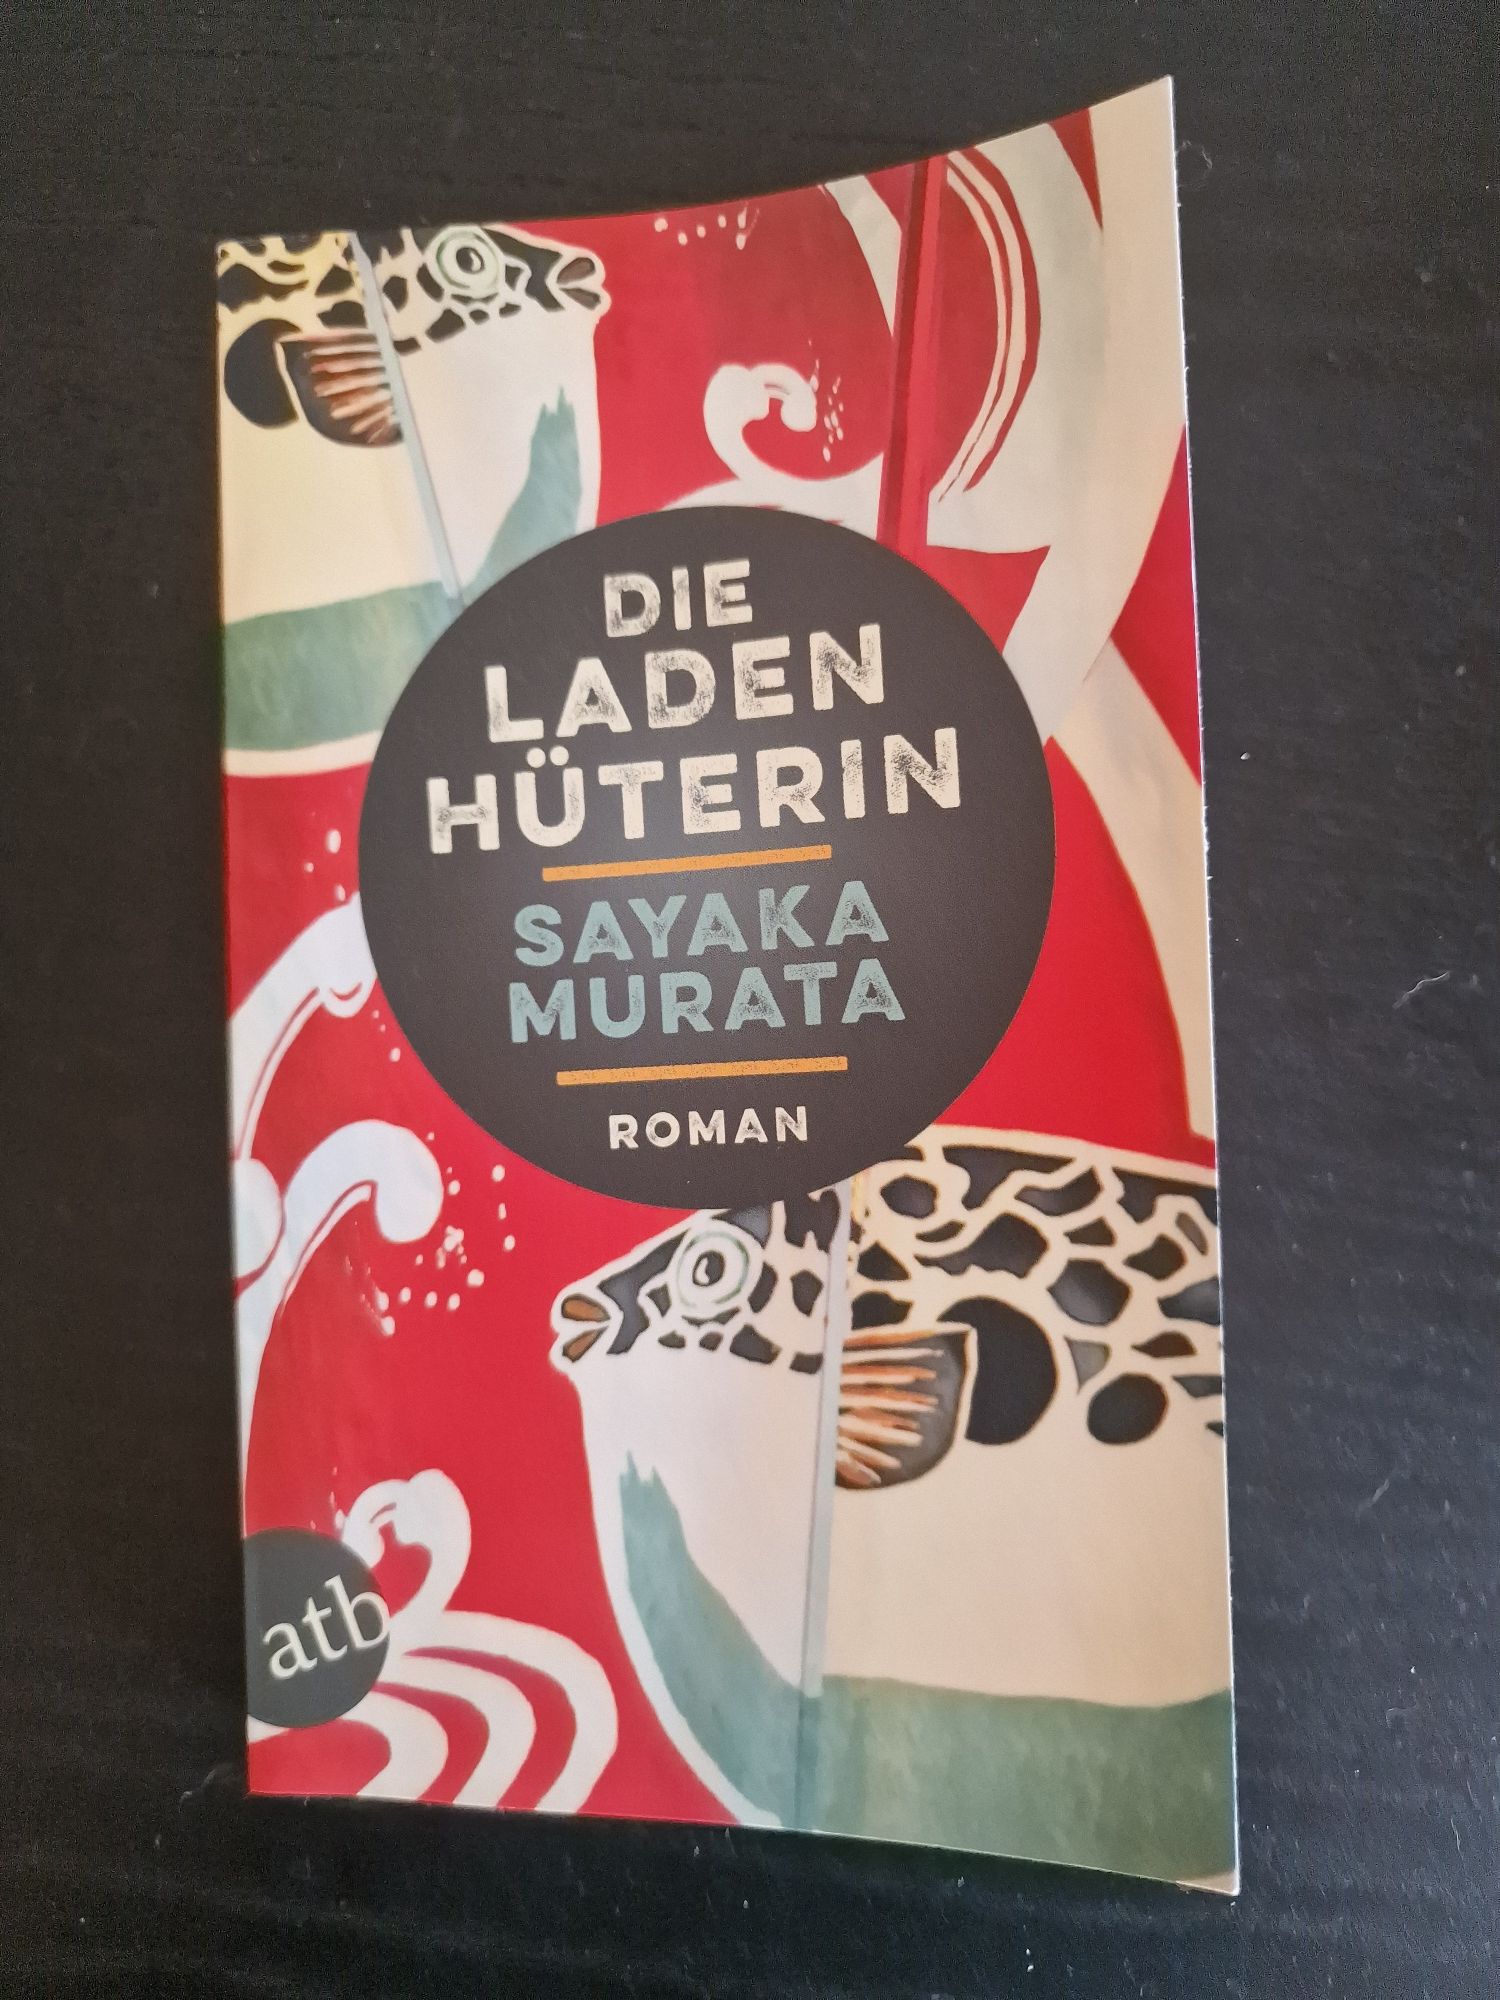 DIE
LADEN
HÜTERIN
SAYAKA
MURATA
ROMAN
atb